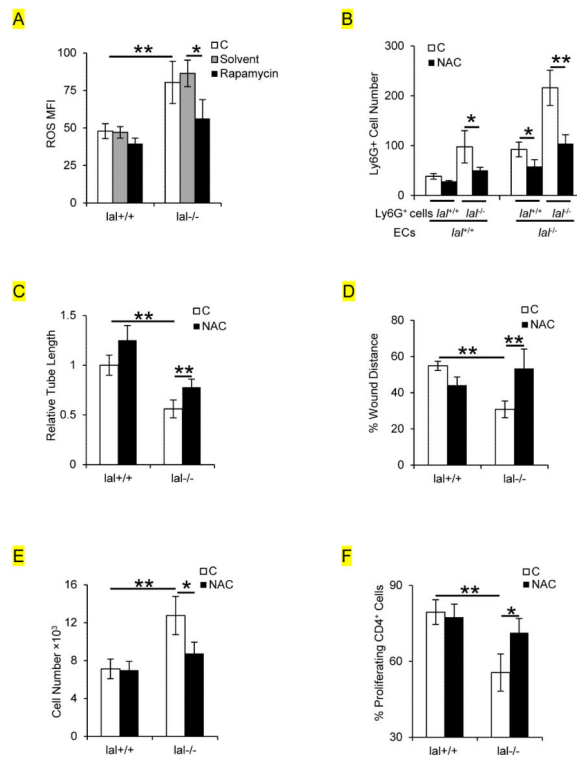 A
B
C
Solvent
Rapamycin
**
*
ROS MFI
100
75
50
25
0
lal+/+
lal-/-
C
NAC
**
*
*
**
Ly6G+ Cell Number
300
200
100
0
Ly6G⁺ cells lal⁺/⁺ lal⁻/⁻ lal⁺/⁺ lal⁻/⁻
ECs lal⁺/⁺ lal⁻/⁻
C
D
C
NAC
**
**
Relative Tube Length
1.5
1
0.5
0
lal+/+
lal-/-
C
NAC
**
**
% Wound Distance
80
60
40
20
0
lal+/+
lal-/-
E
F
C
NAC
**
*
Cell Number ×10³
16
12
8
4
0
lal+/+
lal-/-
C
NAC
**
*
% Proliferating CD4⁺ Cells
90
60
30
lal+/+
lal-/-